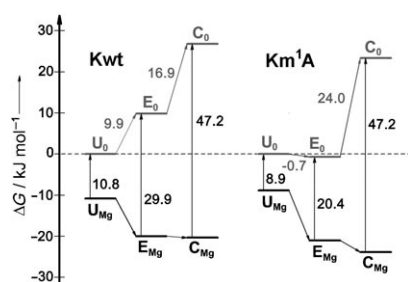 ΔG / kJ mol⁻¹
30
20
10
0
−10
−20
−30
Kwt
U₀
9.9
E₀
16.9
C₀
10.8
29.9
47.2
U_Mg
E_Mg
C_Mg
Km¹A
U₀
-0.7
E₀
24.0
C₀
8.9
20.4
47.2
U_Mg
E_Mg
C_Mg